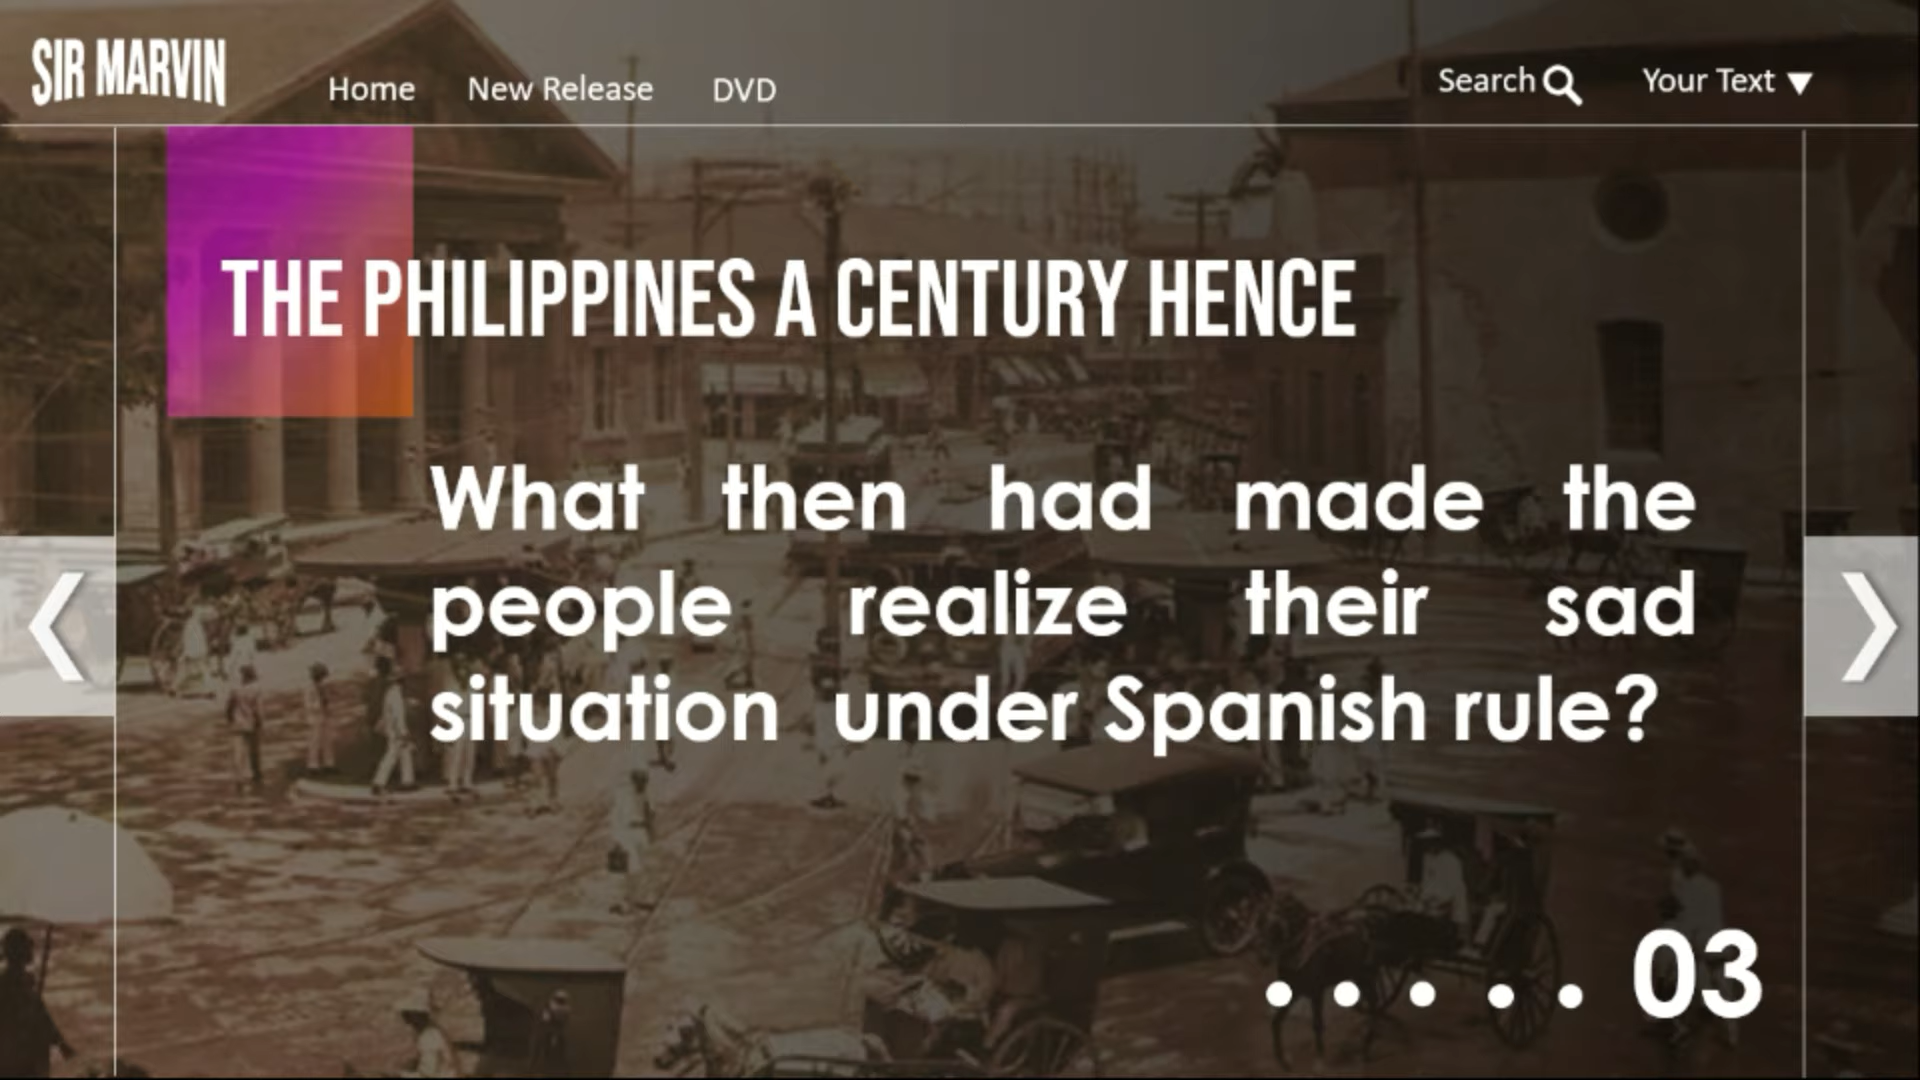 SIR MARVIN
Home New Release DVD
Search Your Text
THE PHILIPPINES A CENTURY HENCE
What then had made the
people realize their sad
situation under Spanish rule?
03